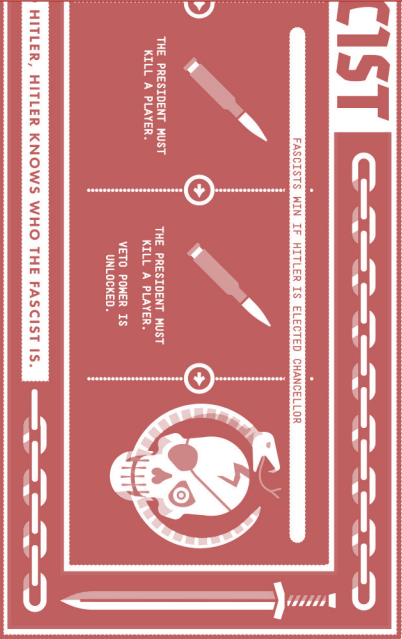 CIST
FASCISTS WIN IF HITLER IS ELECTED CHANCELLOR
THE PRESIDENT MUST
KILL A PLAYER.
THE PRESIDENT MUST
KILL A PLAYER.
VETO POWER IS
UNLOCKED.
HITLER, HITLER KNOWS WHO THE FASCIST IS.